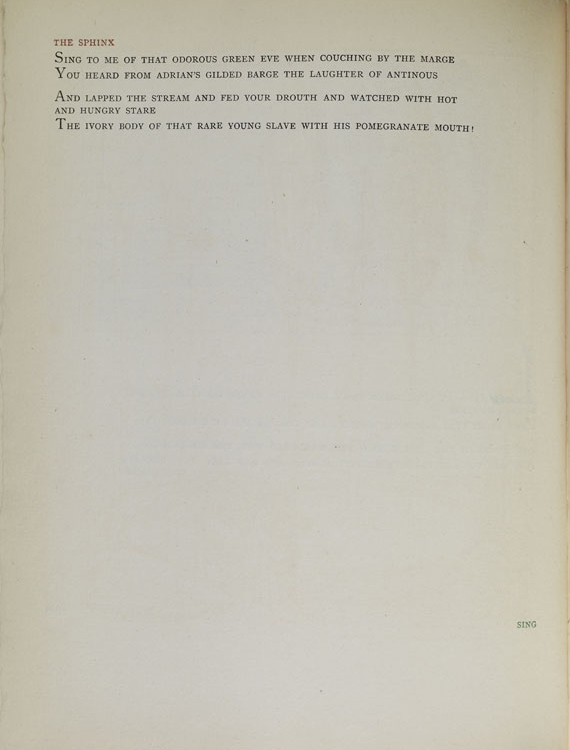 THE SPHINX
SING TO ME OF THAT ODOROUS GREEN EVE WHEN COUCHING BY THE MARGE
YOU HEARD FROM ADRIAN'S GILDED BARGE THE LAUGHTER OF ANTINOUS
AND LAPPED THE STREAM AND FED YOUR DROUTH AND WATCHED WITH HOT
AND HUNGRY STARE
THE IVORY BODY OF THAT RARE YOUNG SLAVE WITH HIS POMEGRANATE MOUTH!
SING